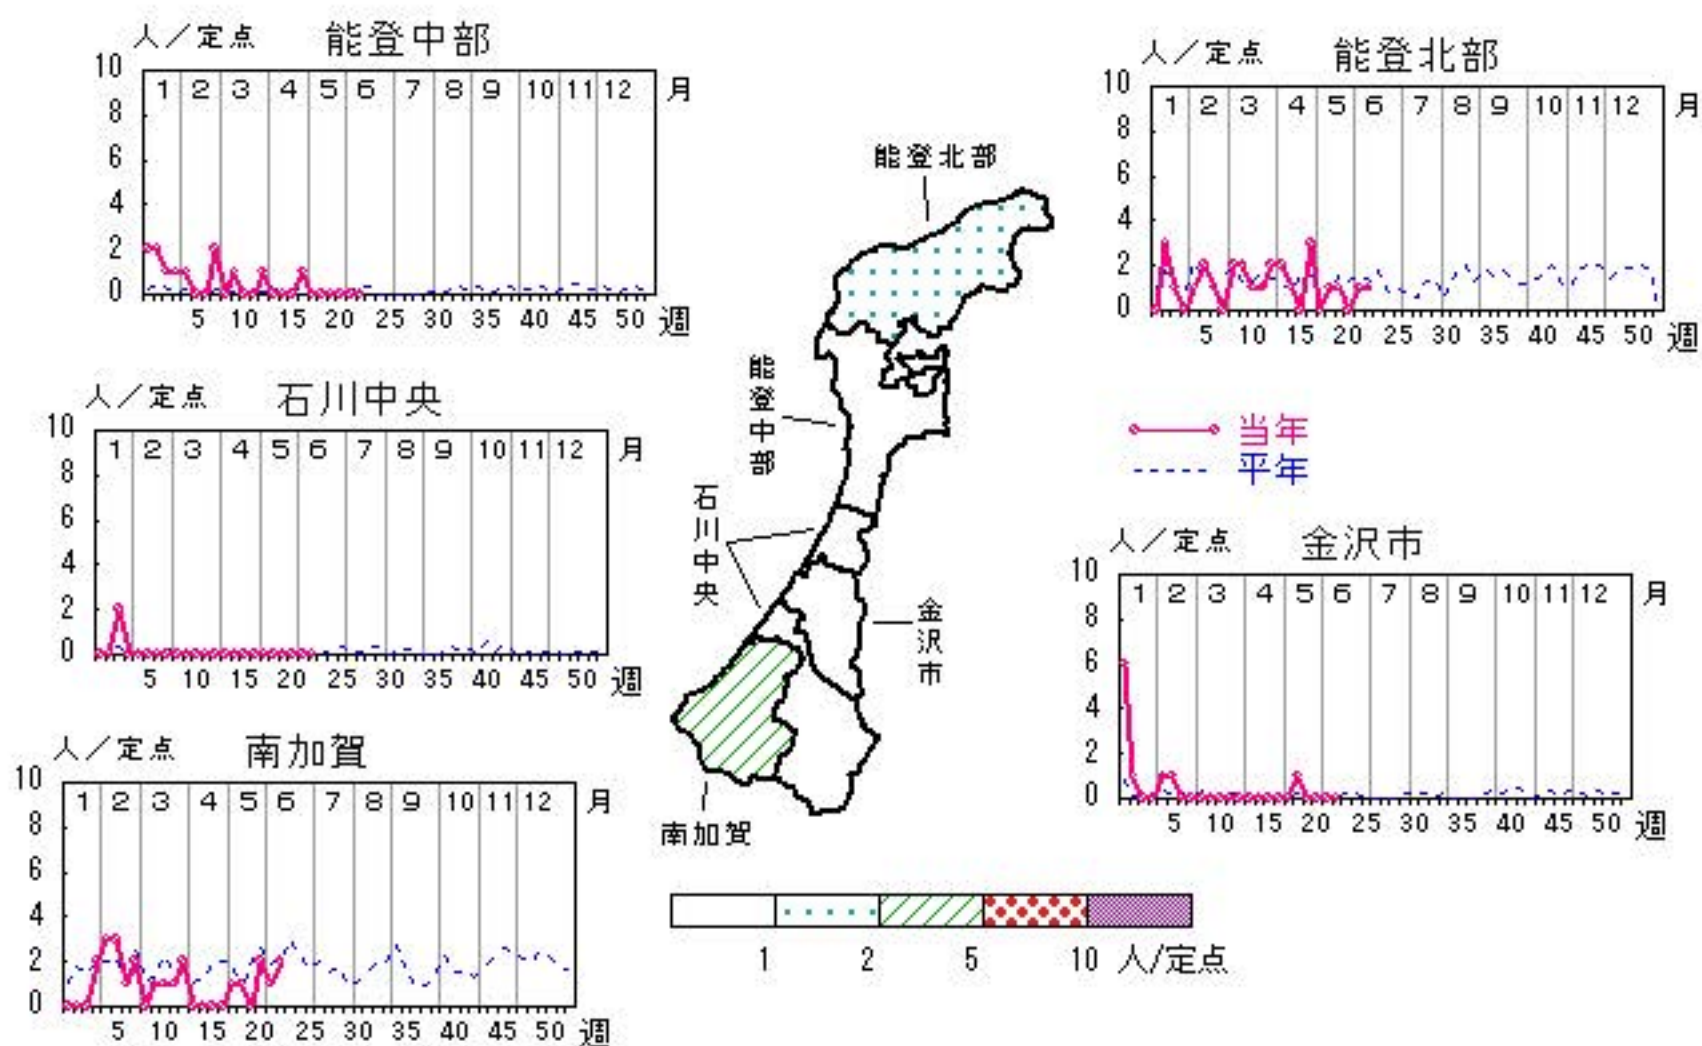 人／定点 能登中部
10 8 6 4 2 0
1 2 3 4 5 6 7 8 9 10 11 12 月
5 10 15 20 25 30 35 40 45 50 週
人／定点 能登北部
10 8 6 4 2 0
1 2 3 4 5 6 7 8 9 10 11 12 月
5 10 15 20 25 30 35 40 45 50 週
人／定点 石川中央
10 8 6 4 2 0
1 2 3 4 5 6 7 8 9 10 11 12 月
5 10 15 20 25 30 35 40 45 50 週
能登北部
能登中部
石川中央
金沢市
南加賀
当年
平年
人／定点 金沢市
10 8 6 4 2 0
1 2 3 4 5 6 7 8 9 10 11 12 月
5 10 15 20 25 30 35 40 45 50 週
人／定点 南加賀
10 8 6 4 2 0
1 2 3 4 5 6 7 8 9 10 11 12 月
5 10 15 20 25 30 35 40 45 50 週
1 2 5 10 人/定点